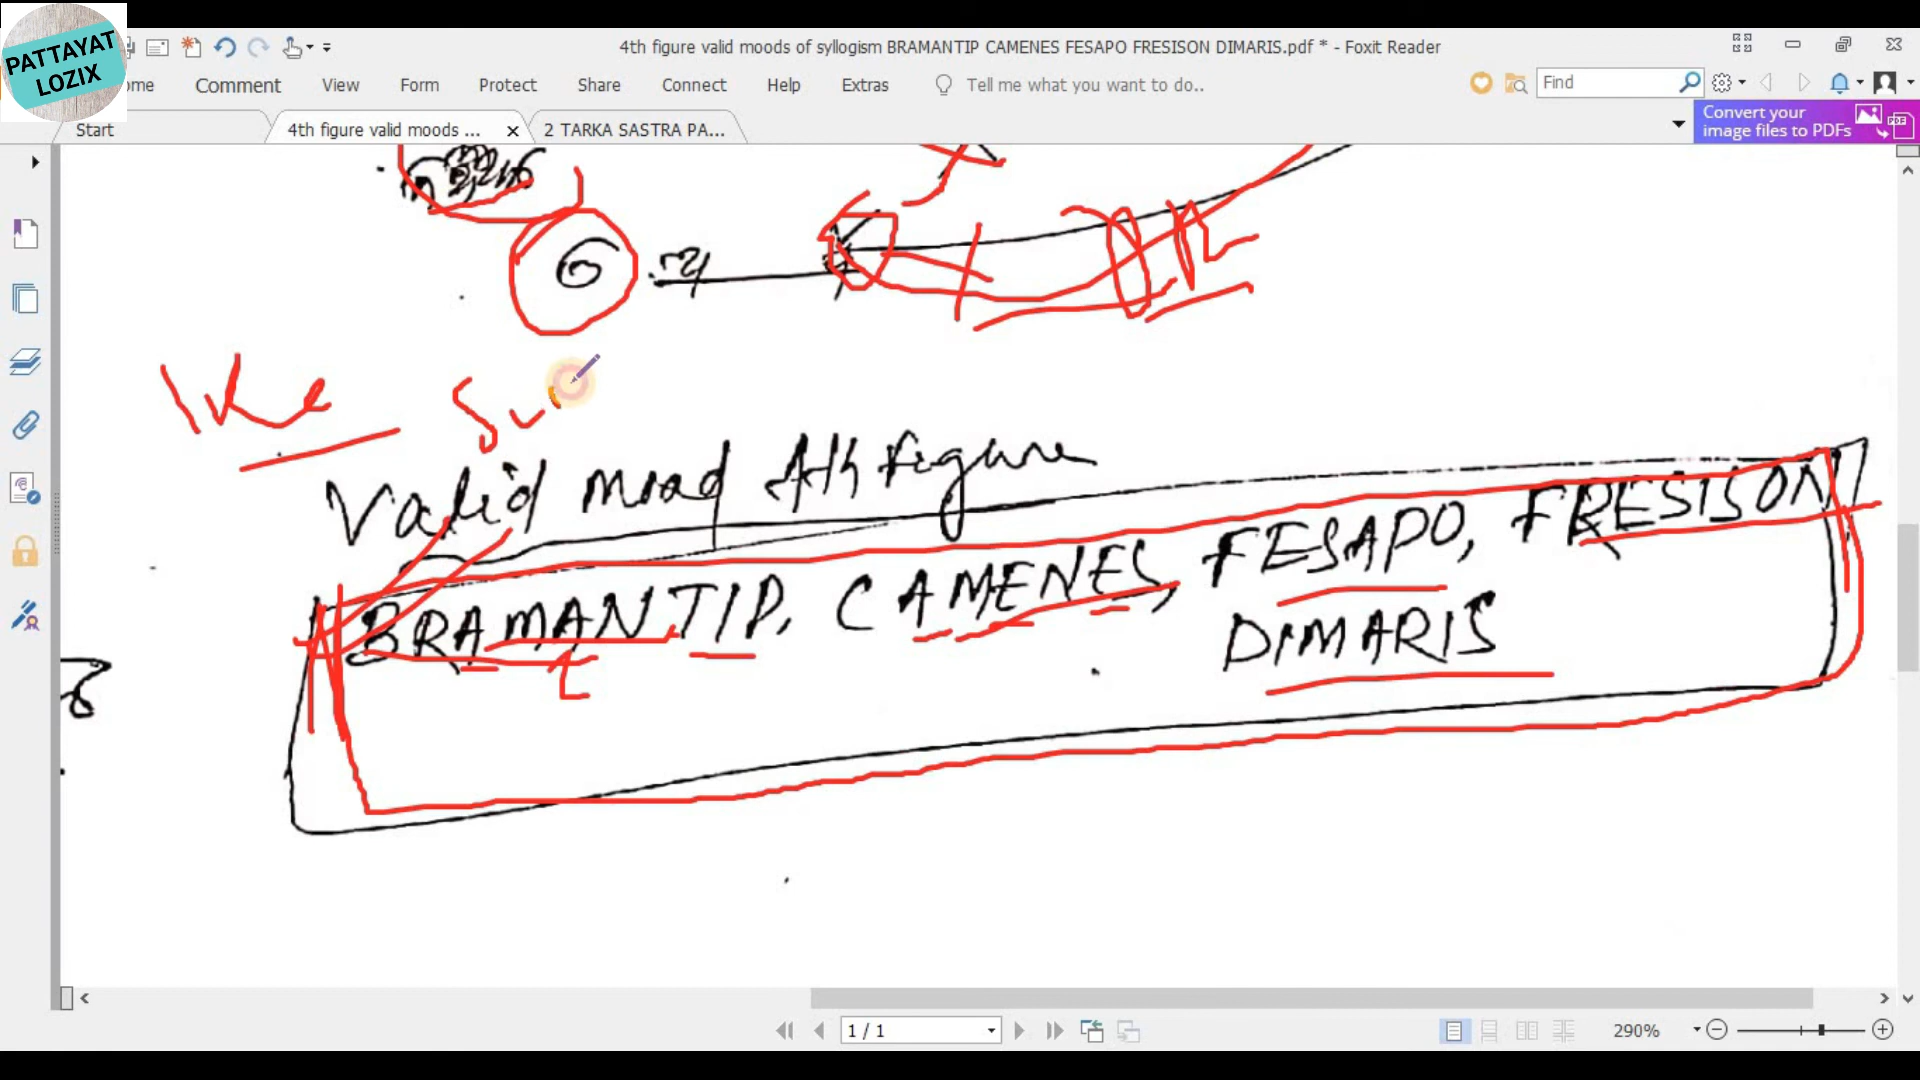 PATTAYAT
LOZIX
4th figure valid moods of syllogism BRAMANTIP CAMENES FESAPO FRESISON DIMARIS.pdf * - Foxit Reader
ome Comment View Form Protect Share Connect Help Extras Tell me what you want to do.. Find
Convert your
image files to PDFs
Start 4th figure valid moods ... 2 TARKA SASTRA PA...
like Su
Valid mood 4th figure
BRAMANTIP, CAMENES, FESAPO, FRESISON
DIMARIS
1 / 1 290%